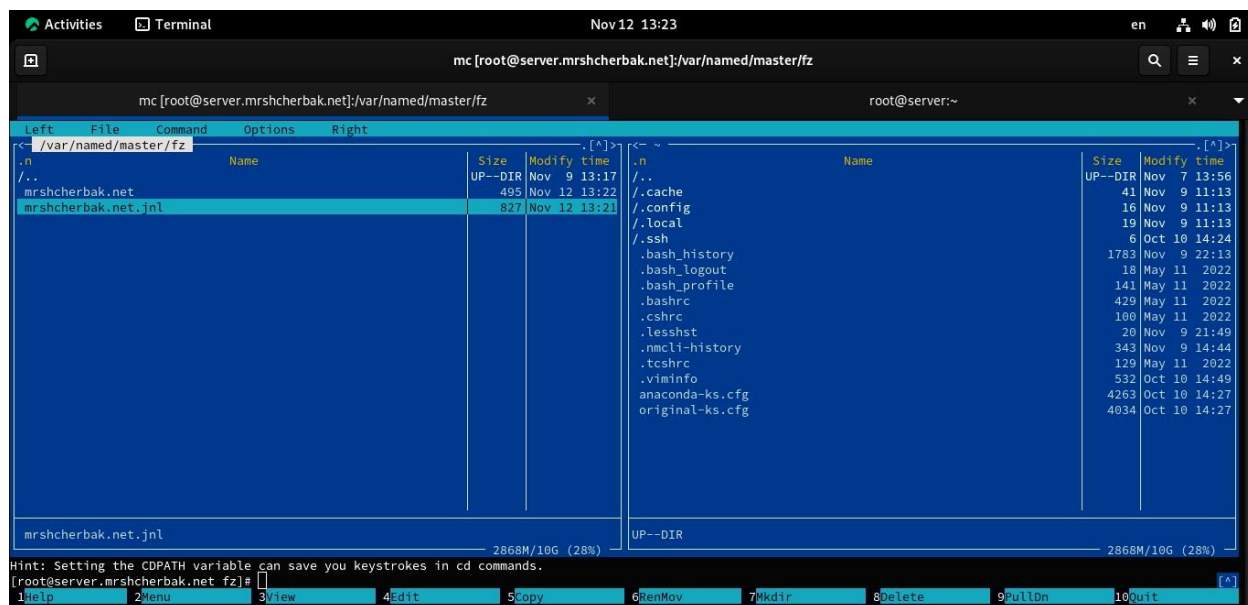 Activities Terminal Nov 12 13:23 en
mc [root@server.mrshcherbak.net]:/var/named/master/fz
mc [root@server.mrshcherbak.net]:/var/named/master/fz × root@server:~ ×
Left File Command Options Right
<─ /var/named/master/fz .[^]>
.n Name Size Modify time
/.. UP--DIR Nov 9 13:17
mrshcherbak.net 495 Nov 12 13:22
mrshcherbak.net.jnl 827 Nov 12 13:21
mrshcherbak.net.jnl
2868M/10G (28%)
<─ ~ .[^]>
.n Name Size Modify time
/.. UP--DIR Nov 7 13:56
/.cache 41 Nov 9 11:13
/.config 16 Nov 9 11:13
/.local 19 Nov 9 11:13
/.ssh 6 Oct 10 14:24
.bash_history 1783 Nov 9 22:13
.bash_logout 18 May 11 2022
.bash_profile 141 May 11 2022
.bashrc 429 May 11 2022
.cshrc 100 May 11 2022
.lesshst 20 Nov 9 21:49
.nmcli-history 343 Nov 9 14:44
.tcshrc 129 May 11 2022
.viminfo 532 Oct 10 14:49
anaconda-ks.cfg 4263 Oct 10 14:27
original-ks.cfg 4034 Oct 10 14:27
UP--DIR
2868M/10G (28%)
Hint: Setting the CDPATH variable can save you keystrokes in cd commands.
[root@server.mrshcherbak.net fz]# [^]
1Help 2Menu 3View 4Edit 5Copy 6RenMov 7Mkdir 8Delete 9PullDn 10Quit